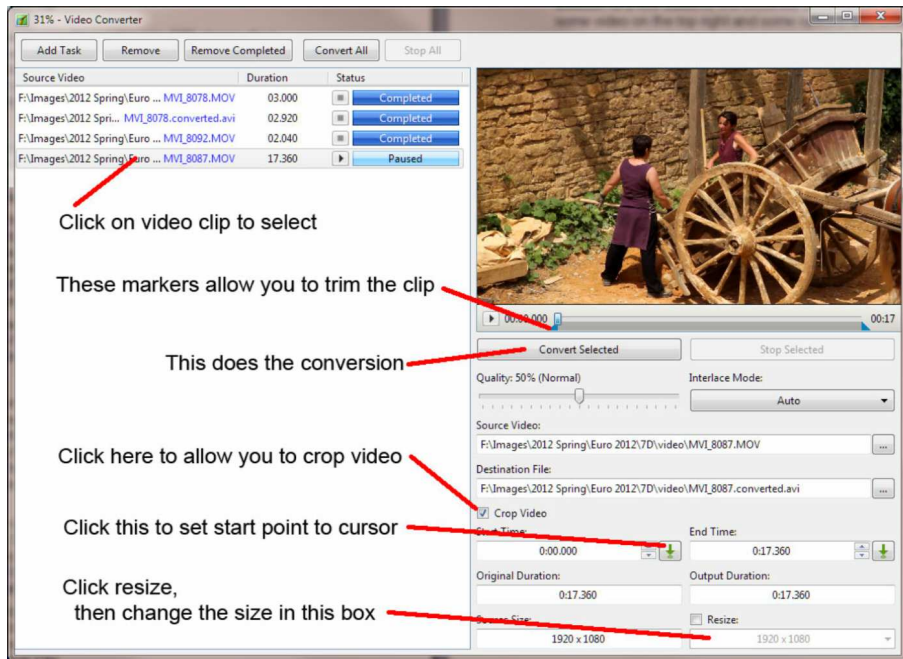 31% - Video Converter
Add Task Remove Remove Completed Convert All Stop All
Source Video Duration Status
F:\Images\2012 Spring\Euro ... MVI_8078.MOV 03.000 Completed
F:\Images\2012 Spri... MVI_8078.converted.avi 02.920 Completed
F:\Images\2012 Spring\Euro ... MVI_8092.MOV 02.040 Completed
F:\Images\2012 Spring\Euro ... MVI_8087.MOV 17.360 Paused
Click on video clip to select
These markers allow you to trim the clip
00:00.000 00:17
This does the conversion
Convert Selected Stop Selected
Quality: 50% (Normal) Interlace Mode:
Auto
Source Video:
F:\Images\2012 Spring\Euro 2012\7D\video\MVI_8087.MOV ...
Click here to allow you to crop video
Destination File:
F:\Images\2012 Spring\Euro 2012\7D\video\MVI_8087.converted.avi ...
Crop Video
Click this to set start point to cursor
Start Time: End Time:
0:00.000 0:17.360
Original Duration: Output Duration:
0:17.360 0:17.360
Click resize,
then change the size in this box
Source Size: Resize:
1920 x 1080 1920 x 1080